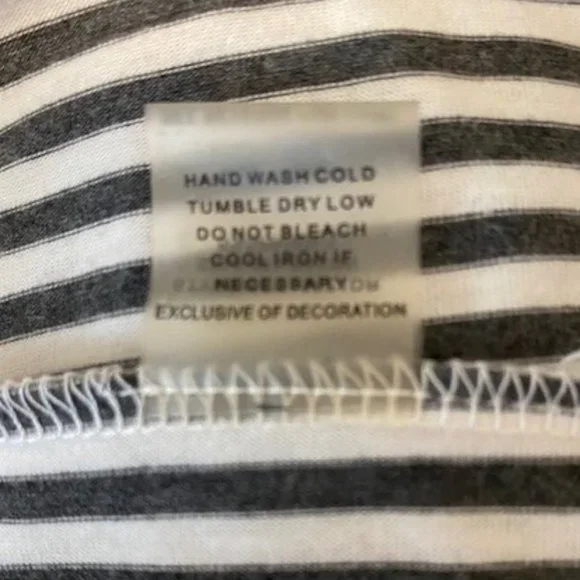 HAND WASH COLD
TUMBLE DRY LOW
DO NOT BLEACH
COOL IRON IF
NECESSARY
EXCLUSIVE OF DECORATION